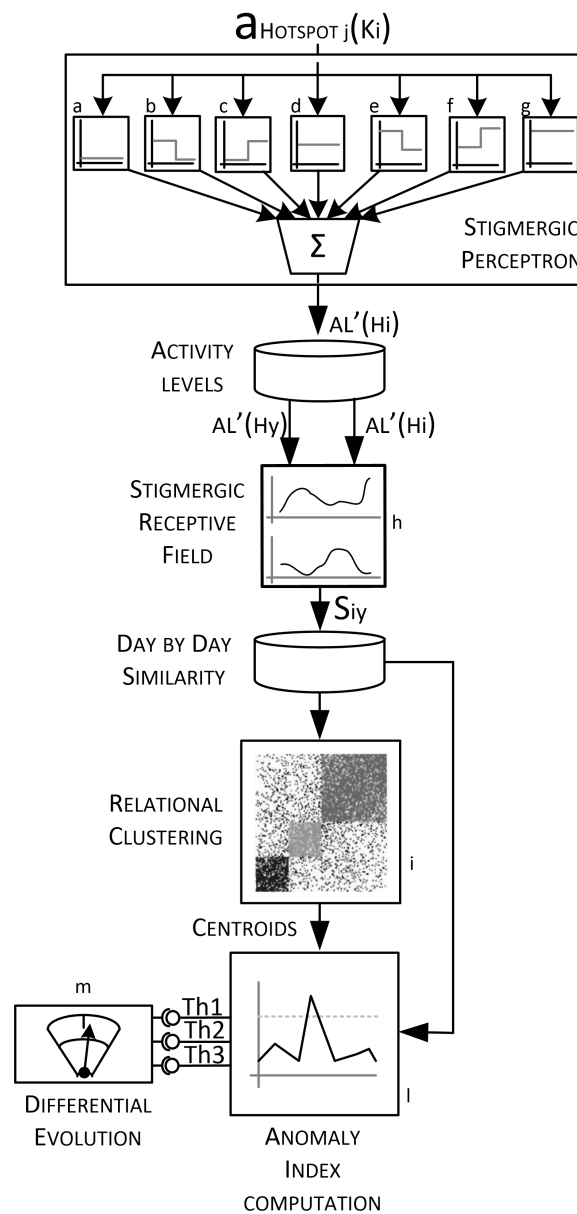 aHOTSPOT j(Ki)
a b c d e f g
Σ
STIGMERGIC
PERCEPTRON
AL'(Hi)
ACTIVITY
LEVELS
AL'(Hy) AL'(Hi)
STIGMERGIC
RECEPTIVE
FIELD
h
Siy
DAY BY DAY
SIMILARITY
RELATIONAL
CLUSTERING
i
CENTROIDS
m
Th1
Th2
Th3
DIFFERENTIAL
EVOLUTION
l
ANOMALY
INDEX
COMPUTATION